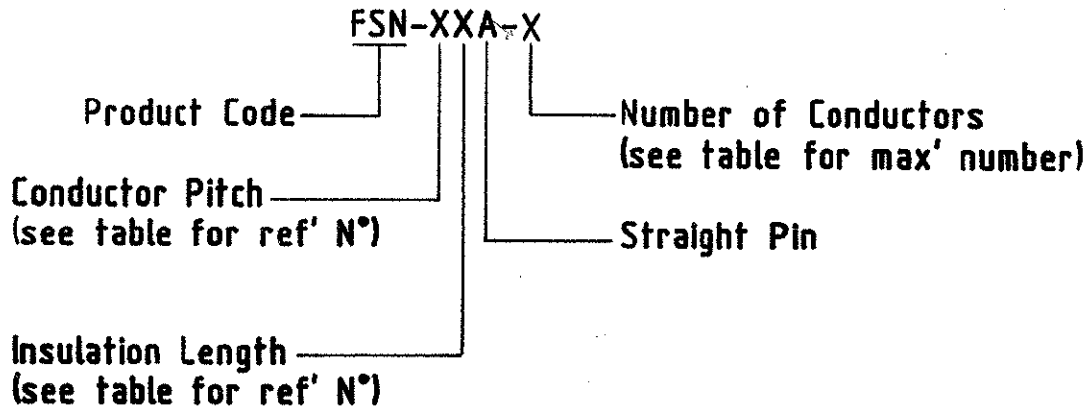 FSN-XXA-X
Product Code
Number of Conductors
(see table for max' number)
Conductor Pitch
(see table for ref' N°)
Straight Pin
Insulation Length
(see table for ref' N°)